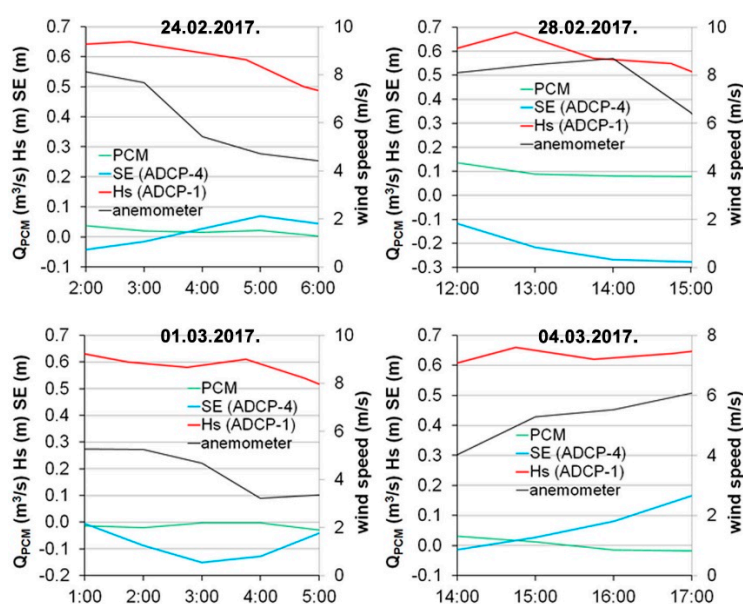 24.02.2017.
Q_PCM (m³/s) Hs (m) SE (m)
0.7
0.6
0.5
0.4
0.3
0.2
0.1
0.0
-0.1
PCM
SE (ADCP-4)
Hs (ADCP-1)
anemometer
10
8
6
4
2
0
wind speed (m/s)
2:00 3:00 4:00 5:00 6:00
28.02.2017.
Q_PCM (m³/s) Hs (m) SE (m)
0.7
0.6
0.5
0.4
0.3
0.2
0.1
0.0
-0.1
-0.2
-0.3
PCM
SE (ADCP-4)
Hs (ADCP-1)
anemometer
10
8
6
4
2
0
wind speed (m/s)
12:00 13:00 14:00 15:00
01.03.2017.
Q_PCM (m³/s) Hs (m) SE (m)
0.7
0.6
0.5
0.4
0.3
0.2
0.1
0.0
-0.1
-0.2
PCM
SE (ADCP-4)
Hs (ADCP-1)
anemometer
10
8
6
4
2
0
wind speed (m/s)
1:00 2:00 3:00 4:00 5:00
04.03.2017.
Q_PCM (m³/s) Hs (m) SE (m)
0.7
0.6
0.5
0.4
0.3
0.2
0.1
0.0
-0.1
PCM
SE (ADCP-4)
Hs (ADCP-1)
anemometer
8
6
4
2
0
wind speed (m/s)
14:00 15:00 16:00 17:00